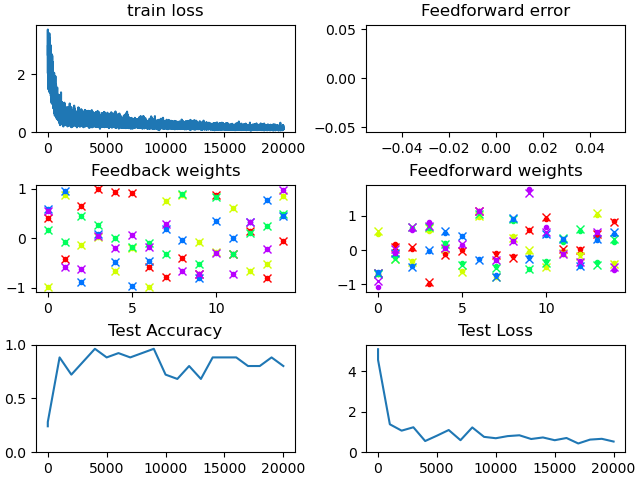 train loss
2
0
0 5000 10000 15000 20000
Feedforward error
0.05
0.00
−0.05
−0.04 −0.02 0.00 0.02 0.04
Feedback weights
1
0
−1
0 5 10
Feedforward weights
1
0
−1
0 5 10
Test Accuracy
1.0
0.5
0.0
0 5000 10000 15000 20000
Test Loss
4
2
0
0 5000 10000 15000 20000